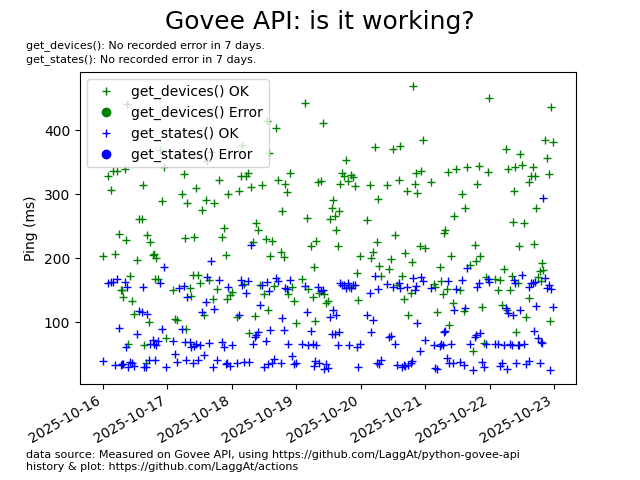 Govee API: is it working?
get_devices(): No recorded error in 7 days.
get_states(): No recorded error in 7 days.
get_devices() OK
get_devices() Error
get_states() OK
get_states() Error
Ping (ms)
400
300
200
100
2025-10-16
2025-10-17
2025-10-18
2025-10-19
2025-10-20
2025-10-21
2025-10-22
2025-10-23
data source: Measured on Govee API, using https://github.com/LaggAt/python-govee-api
history & plot: https://github.com/LaggAt/actions